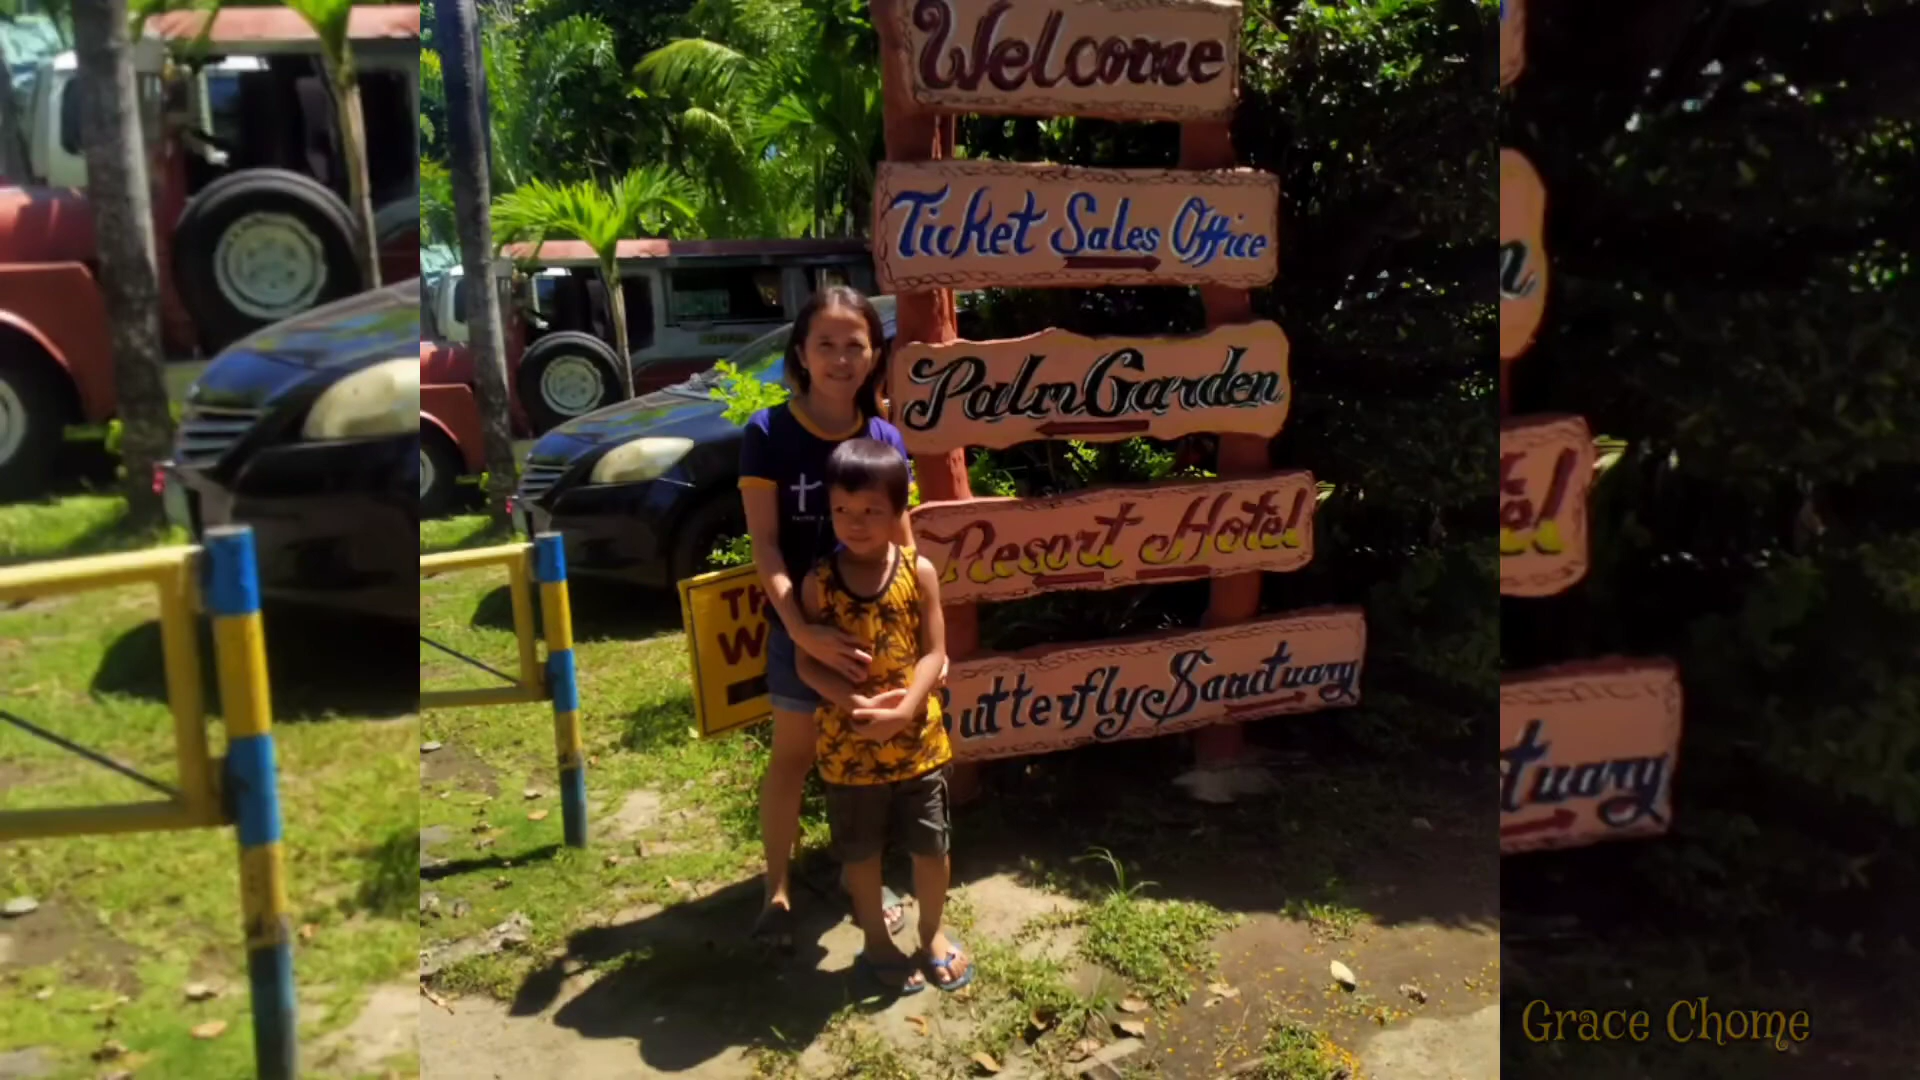 Welcome
Ticket Sales Office
Palm Garden
Resort Hotel
Butterfly Sanctuary
Grace Chome